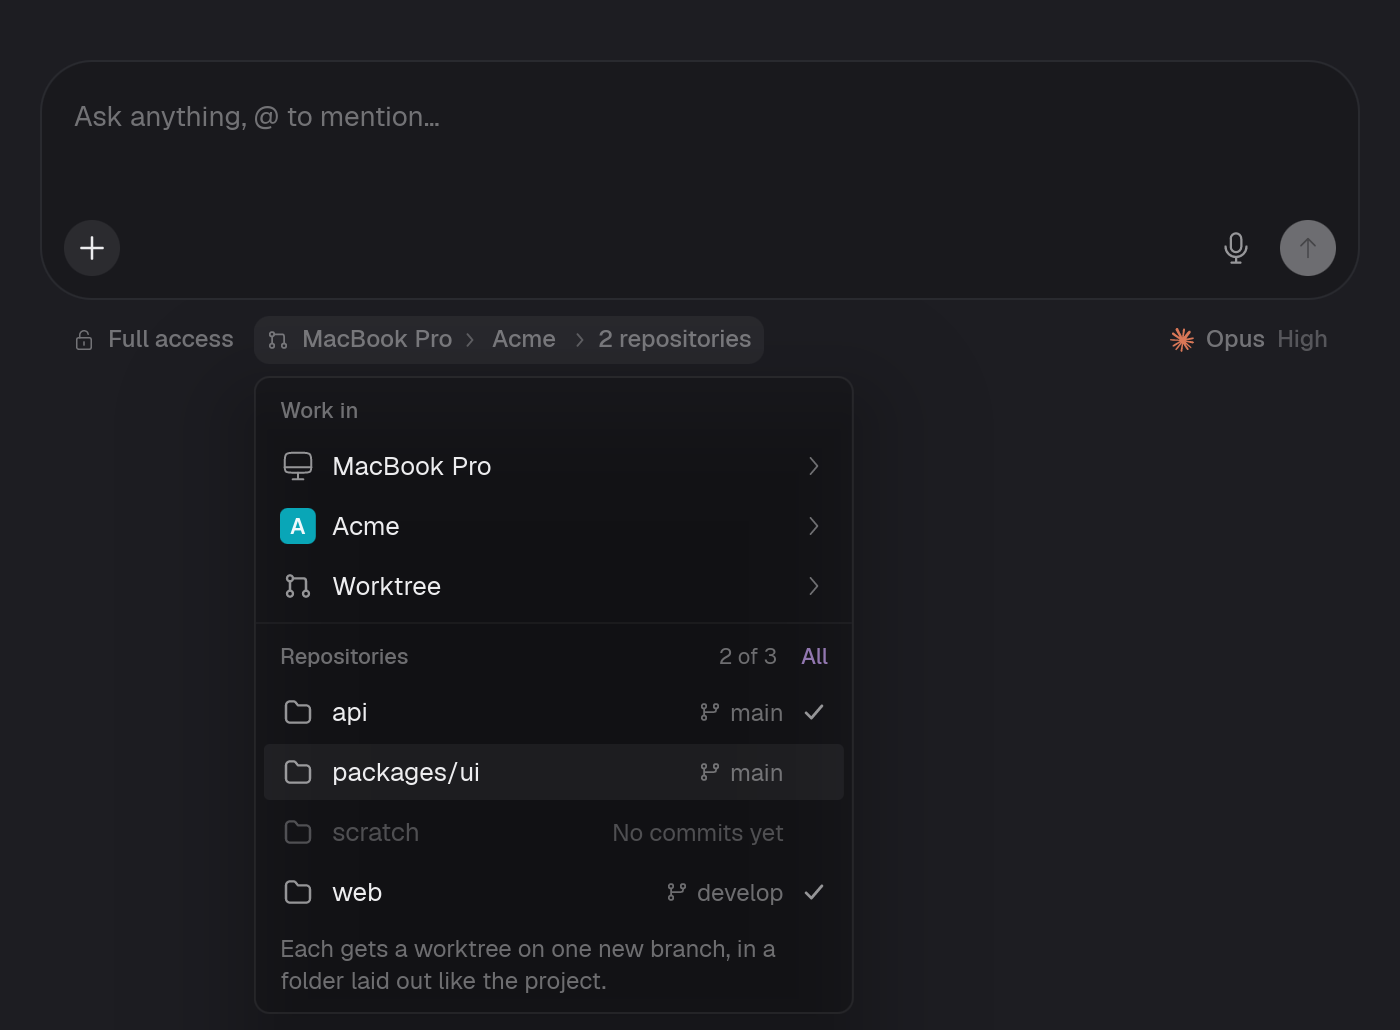 Ask anything, @ to mention…
Full access MacBook Pro Acme 2 repositories Opus High
Work in
MacBook Pro
A Acme
Worktree
Repositories 2 of 3 All
api main
packages/ui main
scratch No commits yet
web develop
Each gets a worktree on one new branch, in a
folder laid out like the project.